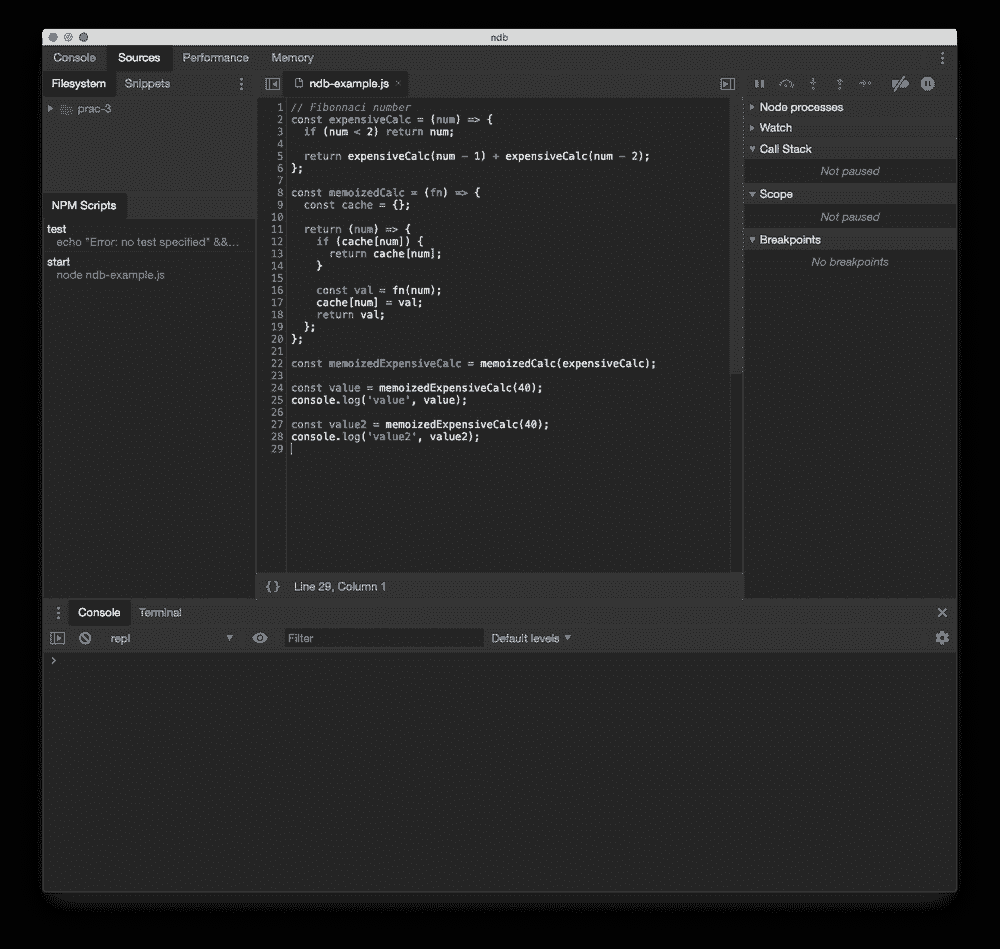 ndb
Console Sources Performance Memory
Filesystem Snippets
prac-3
NPM Scripts
test
echo "Error: no test specified" &&...
start
node ndb-example.js
ndb-example.js ×
1 // Fibonnaci number
2 const expensiveCalc = (num) => {
3 if (num < 2) return num;
4
5 return expensiveCalc(num - 1) + expensiveCalc(num - 2);
6 };
7
8 const memoizedCalc = (fn) => {
9 const cache = {};
10
11 return (num) => {
12 if (cache[num]) {
13 return cache[num];
14 }
15
16 const val = fn(num);
17 cache[num] = val;
18 return val;
19 };
20 };
21
22 const memoizedExpensiveCalc = memoizedCalc(expensiveCalc);
23
24 const value = memoizedExpensiveCalc(40);
25 console.log('value', value);
26
27 const value2 = memoizedExpensiveCalc(40);
28 console.log('value2', value2);
29
{} Line 29, Column 1
Node processes
Watch
Call Stack
Not paused
Scope
Not paused
Breakpoints
No breakpoints
Console Terminal
repl Filter Default levels